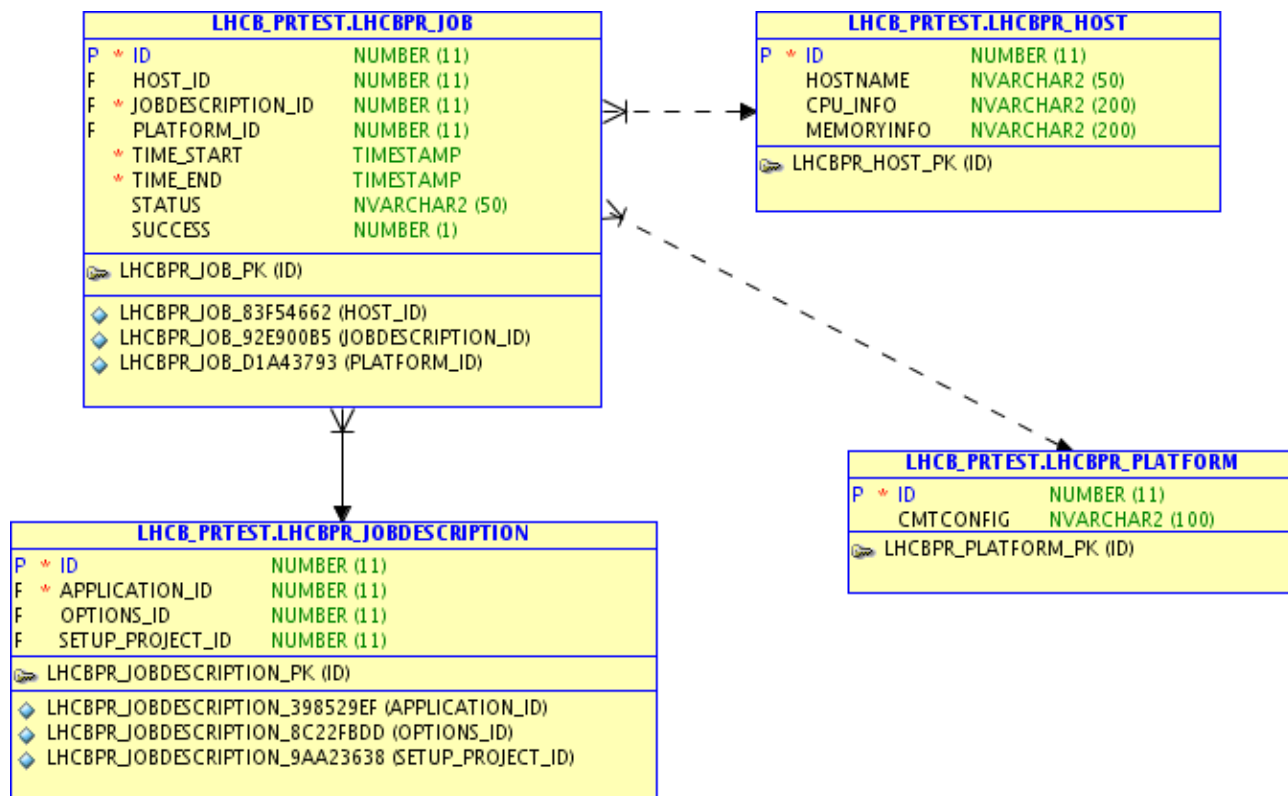 LHCB_PRTEST.LHCBPR_JOB
P * ID NUMBER (11)
F HOST_ID NUMBER (11)
F * JOBDESCRIPTION_ID NUMBER (11)
F PLATFORM_ID NUMBER (11)
* TIME_START TIMESTAMP
* TIME_END TIMESTAMP
STATUS NVARCHAR2 (50)
SUCCESS NUMBER (1)
LHCBPR_JOB_PK (ID)
LHCBPR_JOB_83F54662 (HOST_ID)
LHCBPR_JOB_92E900B5 (JOBDESCRIPTION_ID)
LHCBPR_JOB_D1A43793 (PLATFORM_ID)
LHCB_PRTEST.LHCBPR_HOST
P * ID NUMBER (11)
HOSTNAME NVARCHAR2 (50)
CPU_INFO NVARCHAR2 (200)
MEMORYINFO NVARCHAR2 (200)
LHCBPR_HOST_PK (ID)
LHCB_PRTEST.LHCBPR_PLATFORM
P * ID NUMBER (11)
CMTCONFIG NVARCHAR2 (100)
LHCBPR_PLATFORM_PK (ID)
LHCB_PRTEST.LHCBPR_JOBDESCRIPTION
P * ID NUMBER (11)
F * APPLICATION_ID NUMBER (11)
F OPTIONS_ID NUMBER (11)
F SETUP_PROJECT_ID NUMBER (11)
LHCBPR_JOBDESCRIPTION_PK (ID)
LHCBPR_JOBDESCRIPTION_398529EF (APPLICATION_ID)
LHCBPR_JOBDESCRIPTION_8C22FBDD (OPTIONS_ID)
LHCBPR_JOBDESCRIPTION_9AA23638 (SETUP_PROJECT_ID)